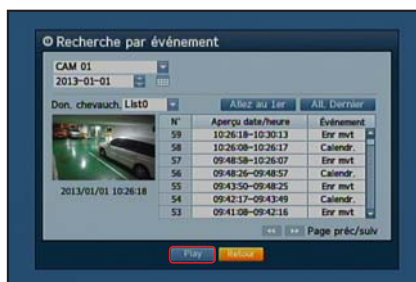 Recherche par événement
CAM 01
2013-01-01
Don. chevauch. List0
Allez au 1er
All. Dernier
N° Aperçu date/heure Événement
59 10:26:18~10:30:13 Enr mvt
58 10:26:08~10:26:17 Calendr.
57 09:48:58~10:26:07 Enr mvt
56 09:48:26~09:48:57 Calendr.
55 09:43:50~09:48:25 Enr mvt
54 09:42:17~09:43:49 Calendr.
53 09:41:08~09:42:16 Enr mvt
2013/01/01 10:26:18
Page préc/suiv
Play
Retour